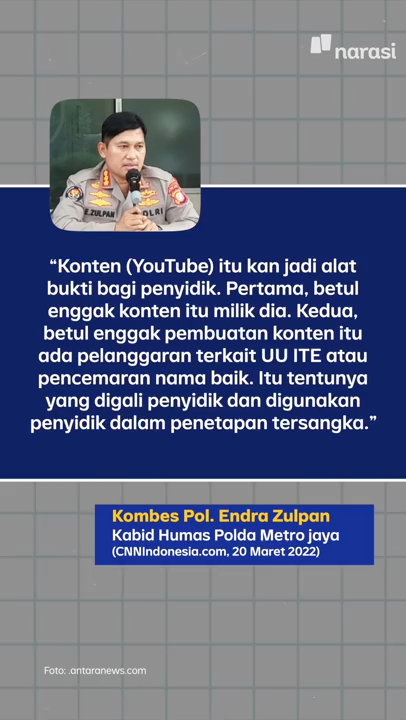 narasi
E.ZULPAN
POLRI
“Konten (YouTube) itu kan jadi alat
bukti bagi penyidik. Pertama, betul
enggak konten itu milik dia. Kedua,
betul enggak pembuatan konten itu
ada pelanggaran terkait UU ITE atau
pencemaran nama baik. Itu tentunya
yang digali penyidik dan digunakan
penyidik dalam penetapan tersangka.”
Kombes Pol. Endra Zulpan
Kabid Humas Polda Metro jaya
(CNNIndonesia.com, 20 Maret 2022)
Foto: .antaranews.com